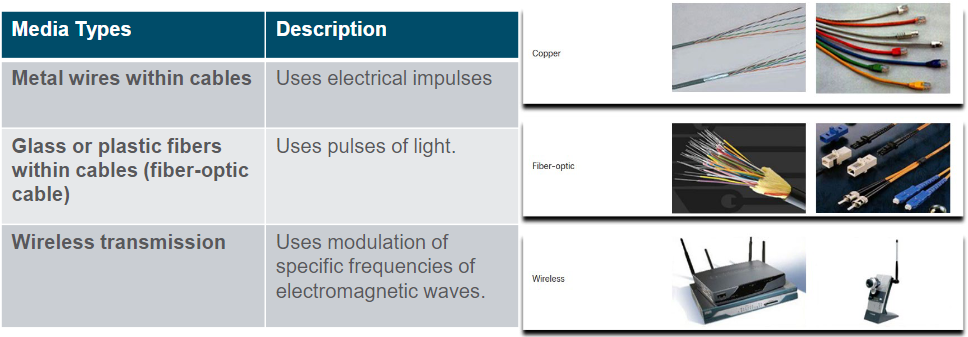 Media Types
Description
Metal wires within cables
Uses electrical impulses
Glass or plastic fibers
within cables (fiber-optic
cable)
Uses pulses of light.
Wireless transmission
Uses modulation of
specific frequencies of
electromagnetic waves.
Copper
Fiber-optic
Wireless